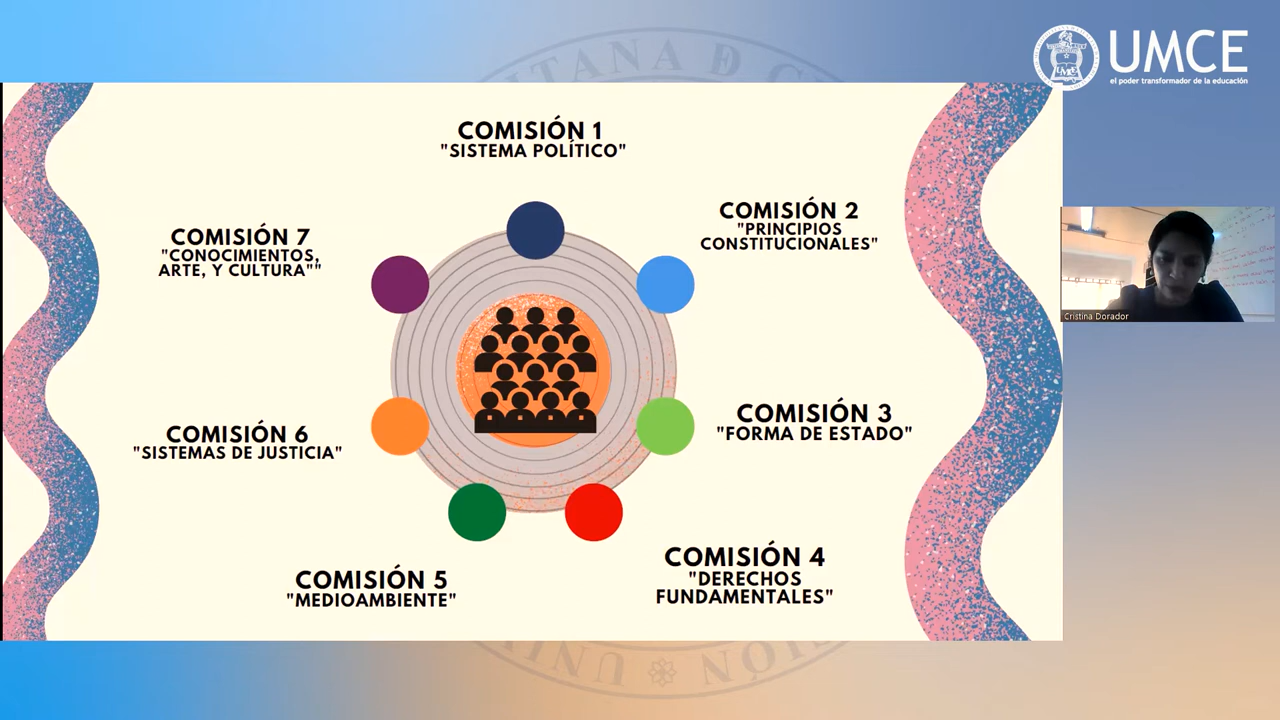 UMCE
el poder transformador de la educación
COMISIÓN 1
"SISTEMA POLÍTICO"
COMISIÓN 2
"PRINCIPIOS
CONSTITUCIONALES"
COMISIÓN 7
"CONOCIMIENTOS,
ARTE, Y CULTURA""
COMISIÓN 3
"FORMA DE ESTADO"
COMISIÓN 6
"SISTEMAS DE JUSTICIA"
COMISIÓN 4
"DERECHOS
FUNDAMENTALES"
COMISIÓN 5
"MEDIOAMBIENTE"
Cristina Dorador